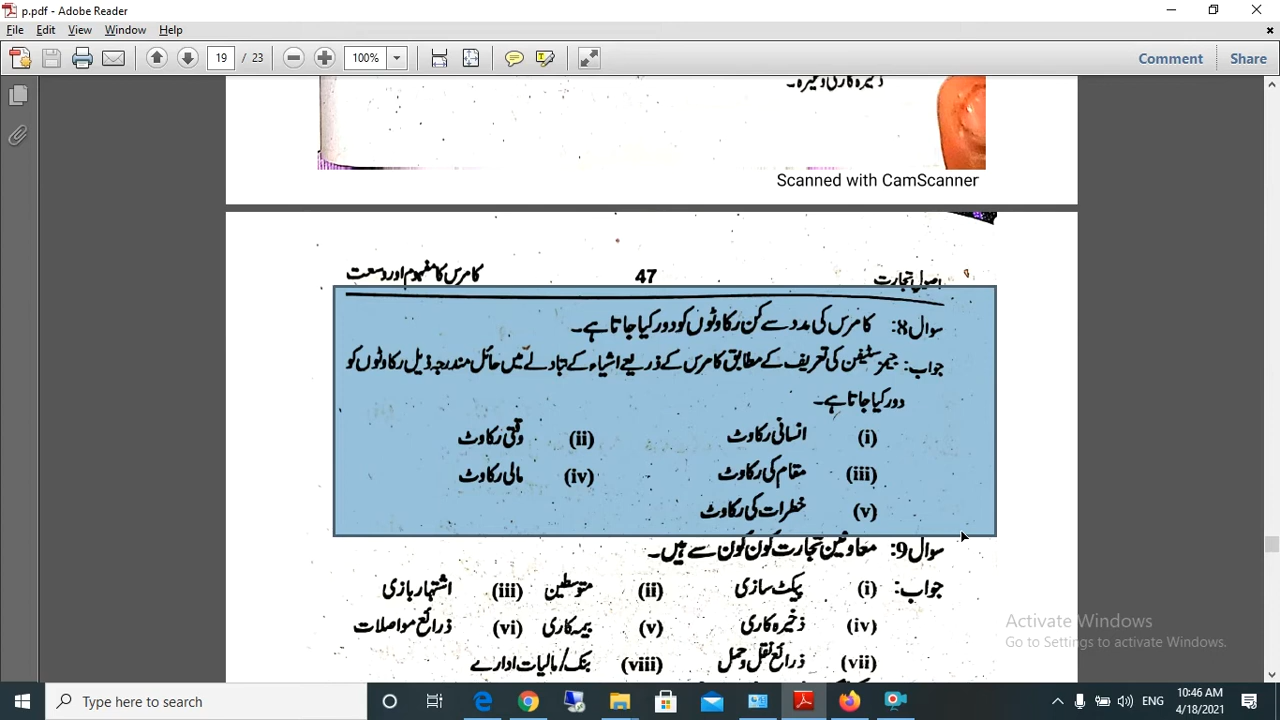 p.pdf - Adobe Reader
File Edit View Window Help
19 / 23 100% Comment Share
ذخیرہ کاری وغیرہ۔
Scanned with CamScanner
اصول تجارت 47 کامرس کا مفہوم اور وسعت
سوال 8: کامرس کی مدد سے کن رکاوٹوں کو دور کیا جاتا ہے۔
جواب: جیمز سٹیفن کی تعریف کے مطابق کامرس کے ذریعے اشیاء کے تبادلے میں حائل مندرجہ ذیل رکاوٹوں کو
دور کیا جاتا ہے۔
(i) انسانی رکاوٹ (ii) وقتی رکاوٹ
(iii) مقام کی رکاوٹ (iv) مالی رکاوٹ
(v) خطرات کی رکاوٹ
سوال 9: معاونین تجارت کون کون سے ہیں۔
جواب: (i) پیکٹ سازی (ii) متوسطین (iii) اشتہار بازی
(iv) ذخیرہ کاری (v) بیمہ کاری (vi) ذرائع مواصلات
(vii) ذرائع نقل و حمل (viii) بنک/مالیات ادارے
Activate Windows
Go to Settings to activate Windows.
Type here to search
ENG
10:46 AM
4/18/2021